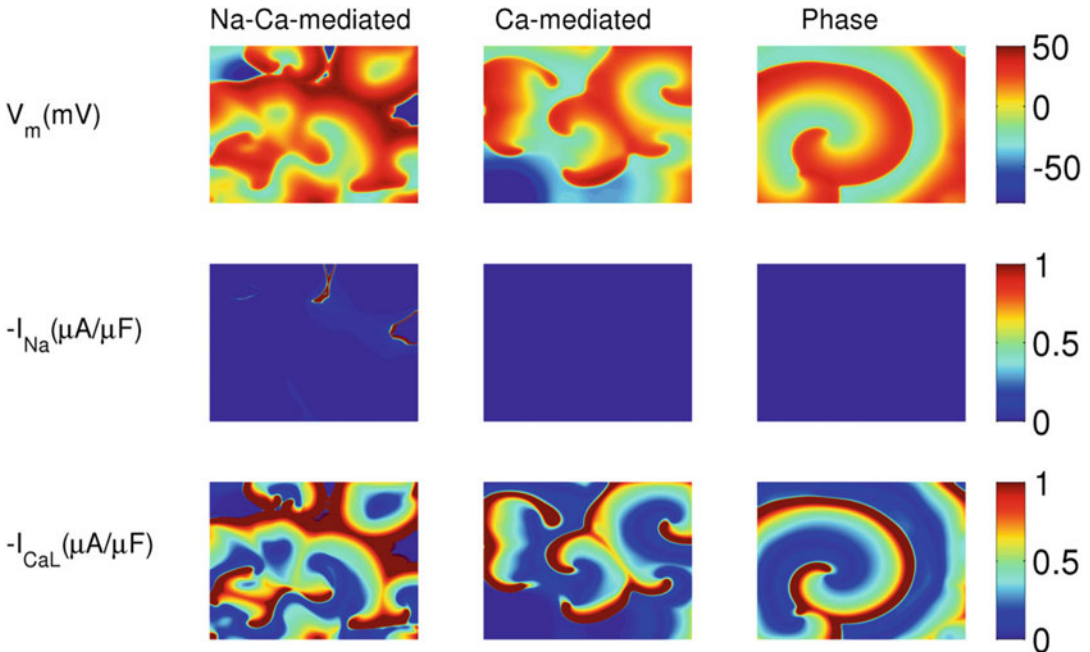 Na-Ca-mediated Ca-mediated Phase
V_m(mV)
50
0
-50
-I_Na(μA/μF)
1
0.5
0
-I_CaL(μA/μF)
1
0.5
0